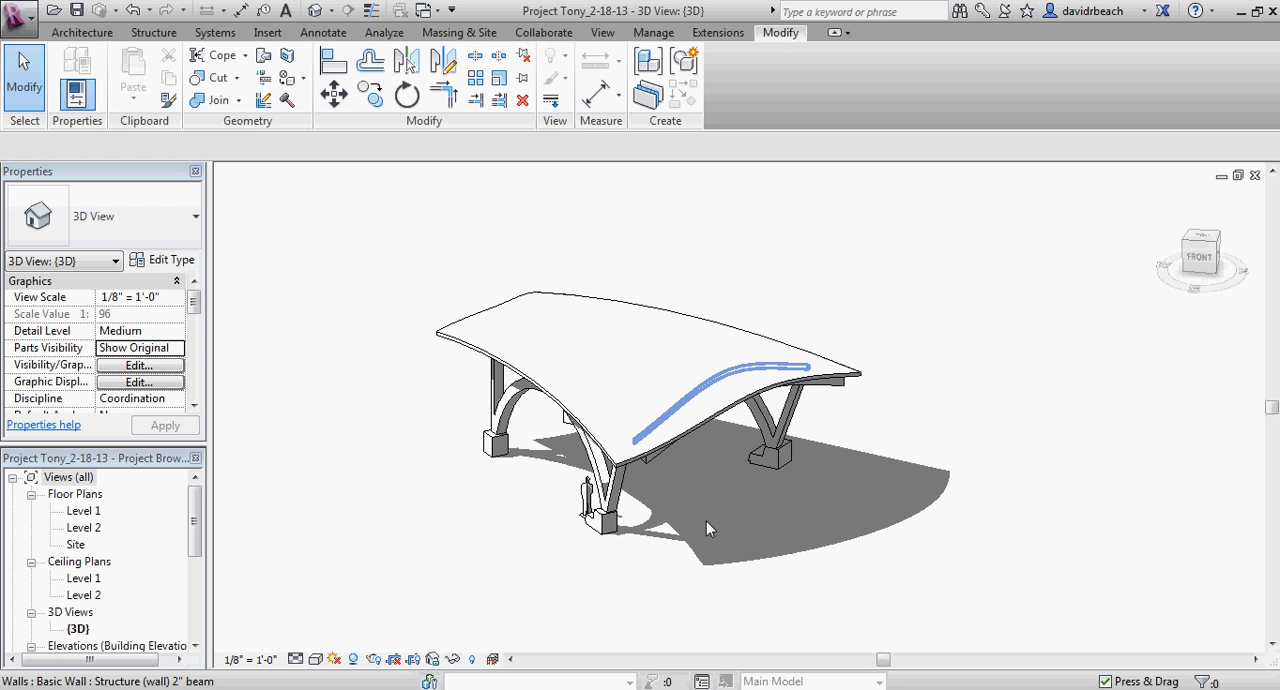 Project Tony_2-18-13 - 3D View: {3D}
Type a keyword or phrase
davidrbeach
Architecture Structure Systems Insert Annotate Analyze Massing & Site Collaborate View Manage Extensions Modify
Modify
Paste
Cope
Cut
Join
Select Properties Clipboard Geometry Modify View Measure Create
Properties
3D View
3D View: {3D}
Edit Type
Graphics
View Scale 1/8" = 1'-0"
Scale Value 1: 96
Detail Level Medium
Parts Visibility Show Original
Visibility/Grap... Edit...
Graphic Displ... Edit...
Discipline Coordination
Properties help
Apply
Project Tony_2-18-13 - Project Brow...
Views (all)
Floor Plans
Level 1
Level 2
Site
Ceiling Plans
Level 1
Level 2
3D Views
{3D}
Elevations (Building Elevatio
FRONT
1/8" = 1'-0"
Walls : Basic Wall : Structure (wall) 2" beam
:0
Main Model
Press & Drag
:0